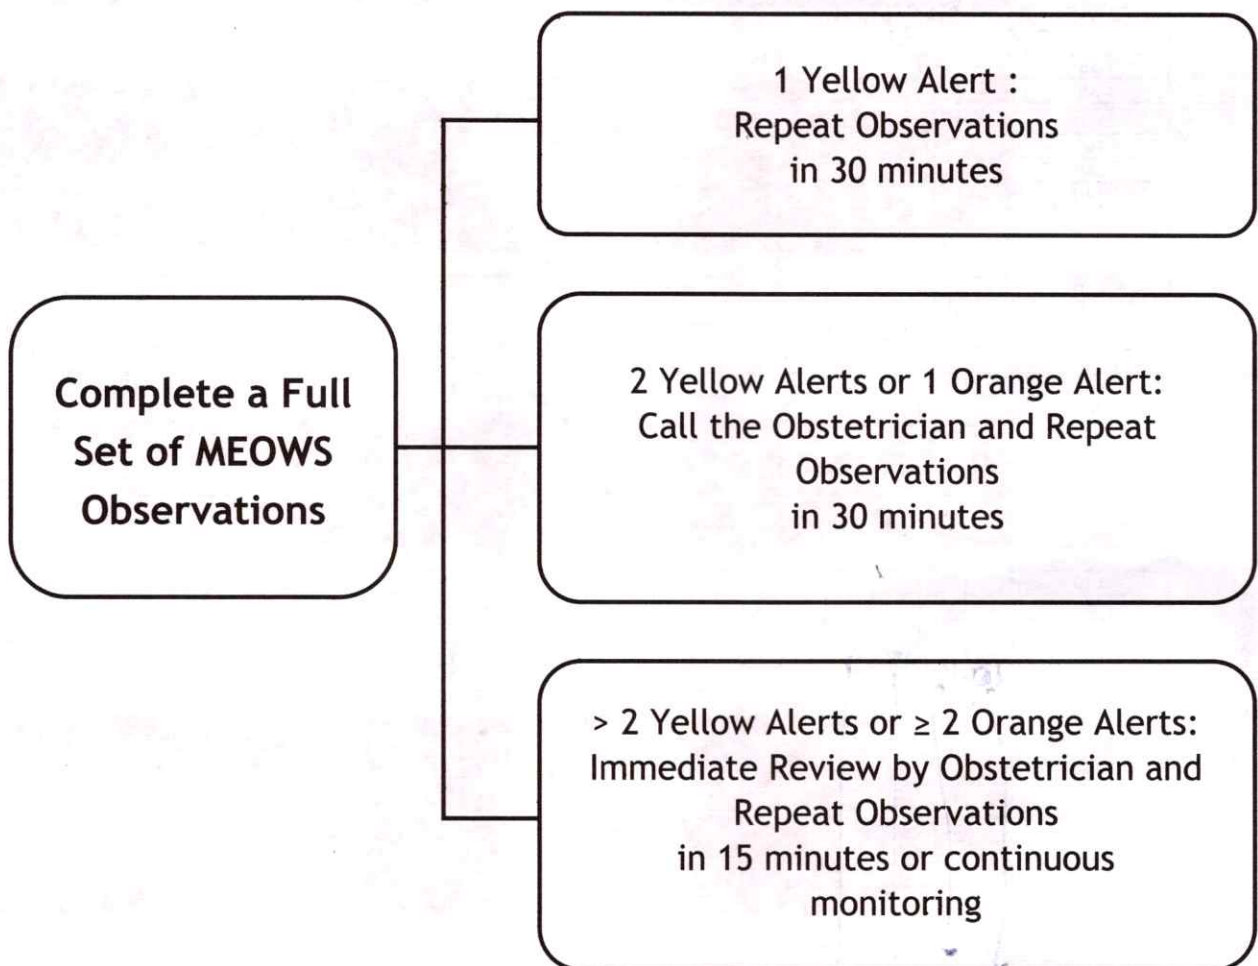 Complete a Full
Set of MEOWS
Observations
1 Yellow Alert :
Repeat Observations
in 30 minutes
2 Yellow Alerts or 1 Orange Alert:
Call the Obstetrician and Repeat
Observations
in 30 minutes
> 2 Yellow Alerts or ≥ 2 Orange Alerts:
Immediate Review by Obstetrician and
Repeat Observations
in 15 minutes or continuous
monitoring